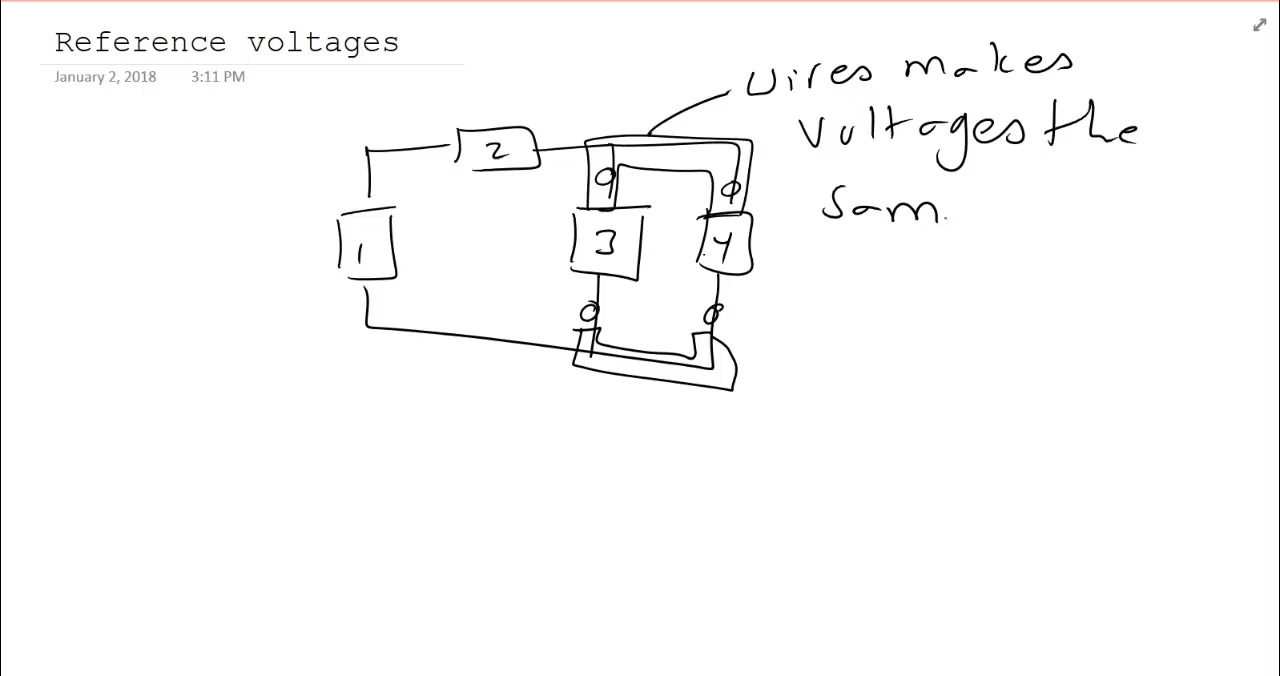 Reference voltages
January 2, 2018 3:11 PM
wires makes
voltages the
sam
2
1
3
4